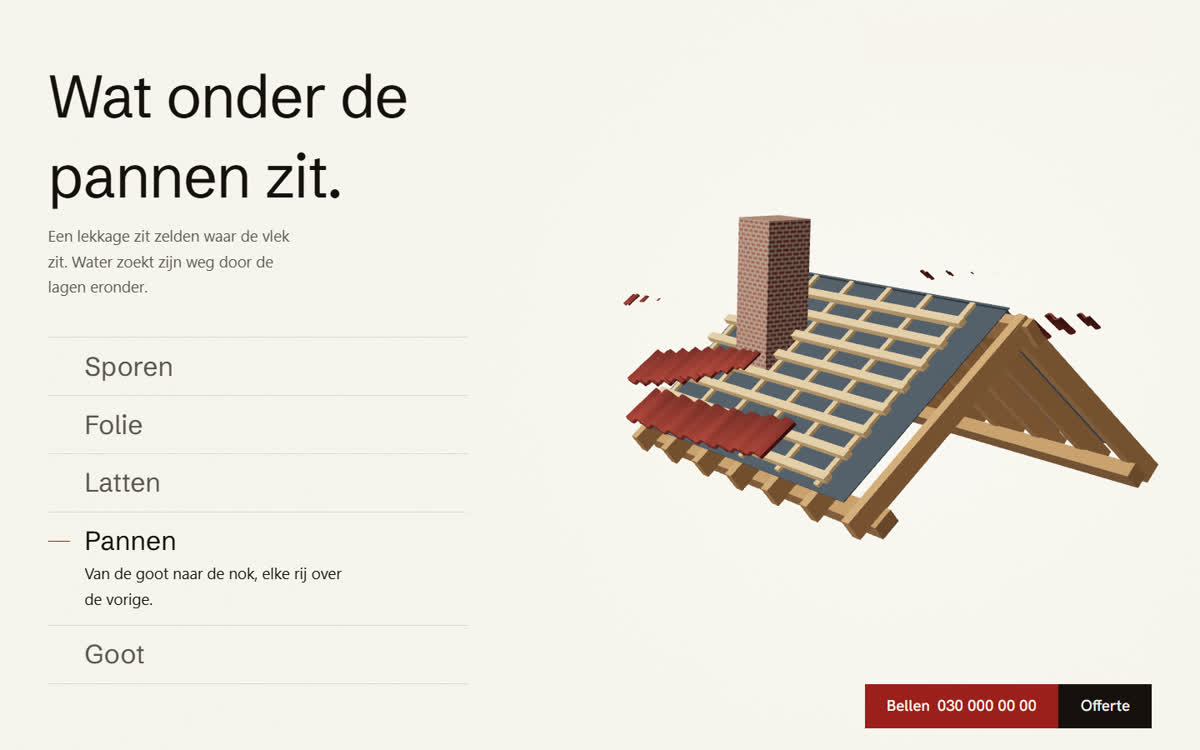 Wat onder de
pannen zit.
Een lekkage zit zelden waar de vlek
zit. Water zoekt zijn weg door de
lagen eronder.
Sporen
Folie
Latten
Pannen
Van de goot naar de nok, elke rij over
de vorige.
Goot
Bellen 030 000 00 00
Offerte